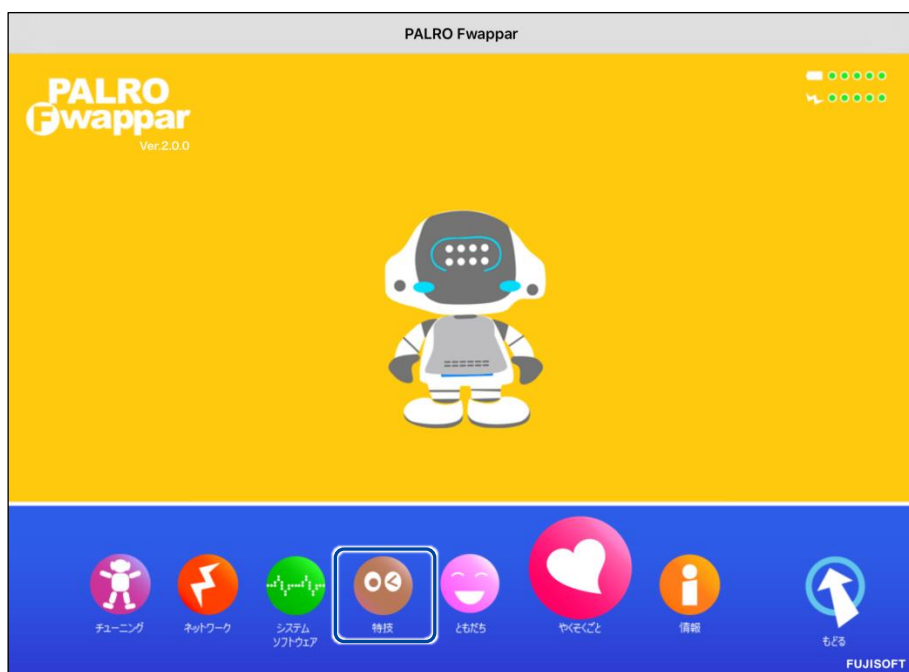 PALRO Fwappar
PALRO
Fwappar
Ver.2.0.0
チューニング
ネットワーク
システム
ソフトウェア
特技
ともだち
やくそくごと
情報
もどる
FUJISOFT